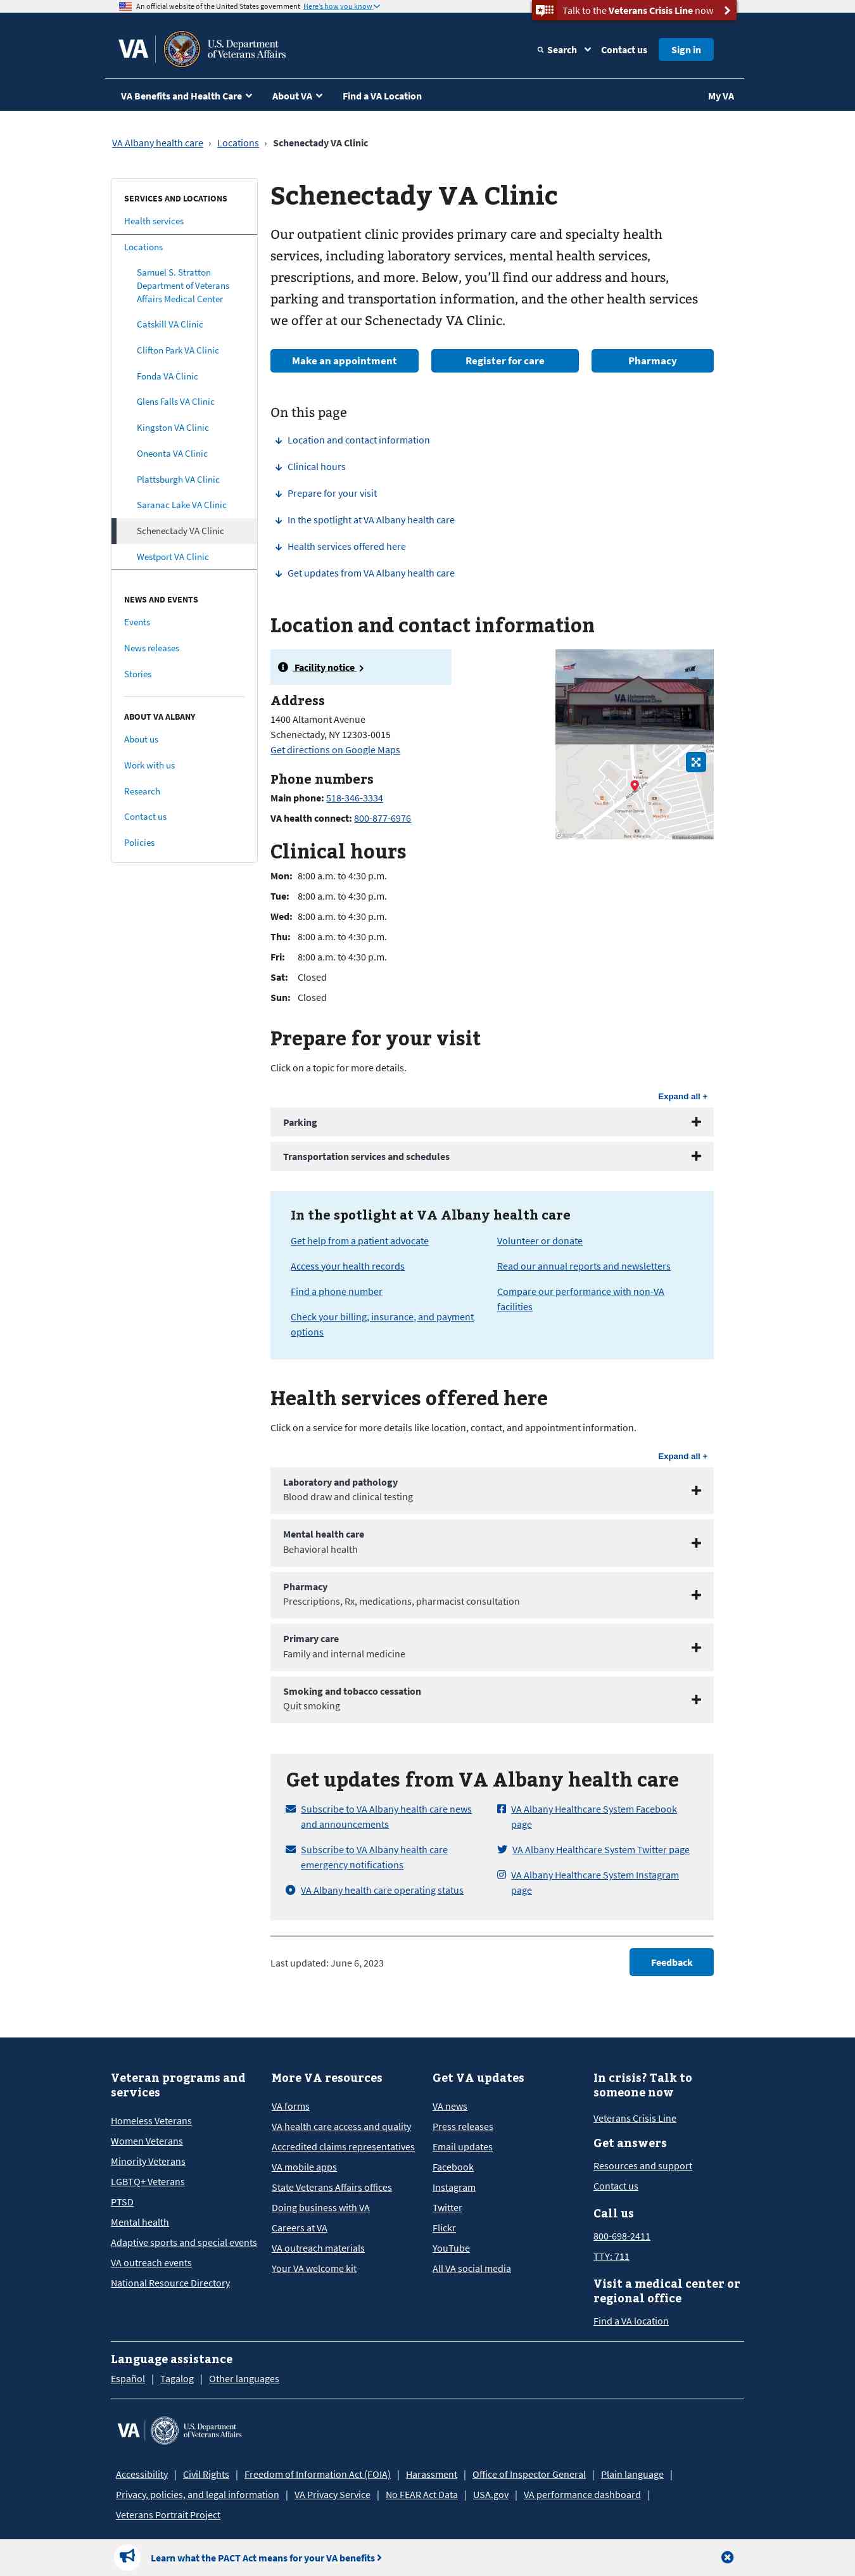 An official website of the United States government Here's how you know
Talk to the Veterans Crisis Line now
VA
U.S. Department
of Veterans Affairs
Search
Contact us
Sign in
VA Benefits and Health Care
About VA
Find a VA Location
My VA
VA Albany health care › Locations › Schenectady VA Clinic
SERVICES AND LOCATIONS
Health services
Locations
Samuel S. Stratton
Department of Veterans
Affairs Medical Center
Catskill VA Clinic
Clifton Park VA Clinic
Fonda VA Clinic
Glens Falls VA Clinic
Kingston VA Clinic
Oneonta VA Clinic
Plattsburgh VA Clinic
Saranac Lake VA Clinic
Schenectady VA Clinic
Westport VA Clinic
NEWS AND EVENTS
Events
News releases
Stories
ABOUT VA ALBANY
About us
Work with us
Research
Contact us
Policies
Schenectady VA Clinic
Our outpatient clinic provides primary care and specialty health
services, including laboratory services, mental health services,
prescriptions, and more. Below, you’ll find our address and hours,
parking and transportation information, and the other health services
we offer at our Schenectady VA Clinic.
Make an appointment
Register for care
Pharmacy
On this page
Location and contact information
Clinical hours
Prepare for your visit
In the spotlight at VA Albany health care
Health services offered here
Get updates from VA Albany health care
Location and contact information
Facility notice
Address
1400 Altamont Avenue
Schenectady, NY 12303-0015
Get directions on Google Maps
Phone numbers
Main phone: 518-346-3334
VA health connect: 800-877-6976
VA
Clinical hours
Mon: 8:00 a.m. to 4:30 p.m.
Tue: 8:00 a.m. to 4:30 p.m.
Wed: 8:00 a.m. to 4:30 p.m.
Thu: 8:00 a.m. to 4:30 p.m.
Fri: 8:00 a.m. to 4:30 p.m.
Sat: Closed
Sun: Closed
Prepare for your visit
Click on a topic for more details.
Expand all +
Parking
Transportation services and schedules
In the spotlight at VA Albany health care
Get help from a patient advocate
Access your health records
Find a phone number
Check your billing, insurance, and payment
options
Volunteer or donate
Read our annual reports and newsletters
Compare our performance with non-VA
facilities
Health services offered here
Click on a service for more details like location, contact, and appointment information.
Expand all +
Laboratory and pathology
Blood draw and clinical testing
Mental health care
Behavioral health
Pharmacy
Prescriptions, Rx, medications, pharmacist consultation
Primary care
Family and internal medicine
Smoking and tobacco cessation
Quit smoking
Get updates from VA Albany health care
Subscribe to VA Albany health care news
and announcements
Subscribe to VA Albany health care
emergency notifications
VA Albany health care operating status
VA Albany Healthcare System Facebook
page
VA Albany Healthcare System Twitter page
VA Albany Healthcare System Instagram
page
Last updated: June 6, 2023
Feedback
Veteran programs and
services
Homeless Veterans
Women Veterans
Minority Veterans
LGBTQ+ Veterans
PTSD
Mental health
Adaptive sports and special events
VA outreach events
National Resource Directory
More VA resources
VA forms
VA health care access and quality
Accredited claims representatives
VA mobile apps
State Veterans Affairs offices
Doing business with VA
Careers at VA
VA outreach materials
Your VA welcome kit
Get VA updates
VA news
Press releases
Email updates
Facebook
Instagram
Twitter
Flickr
YouTube
All VA social media
In crisis? Talk to
someone now
Veterans Crisis Line
Get answers
Resources and support
Contact us
Call us
800-698-2411
TTY: 711
Visit a medical center or
regional office
Find a VA location
Language assistance
Español | Tagalog | Other languages
VA
U.S. Department
of Veterans Affairs
Accessibility | Civil Rights | Freedom of Information Act (FOIA) | Harassment | Office of Inspector General | Plain language |
Privacy, policies, and legal information | VA Privacy Service | No FEAR Act Data | USA.gov | VA performance dashboard |
Veterans Portrait Project
Learn what the PACT Act means for your VA benefits